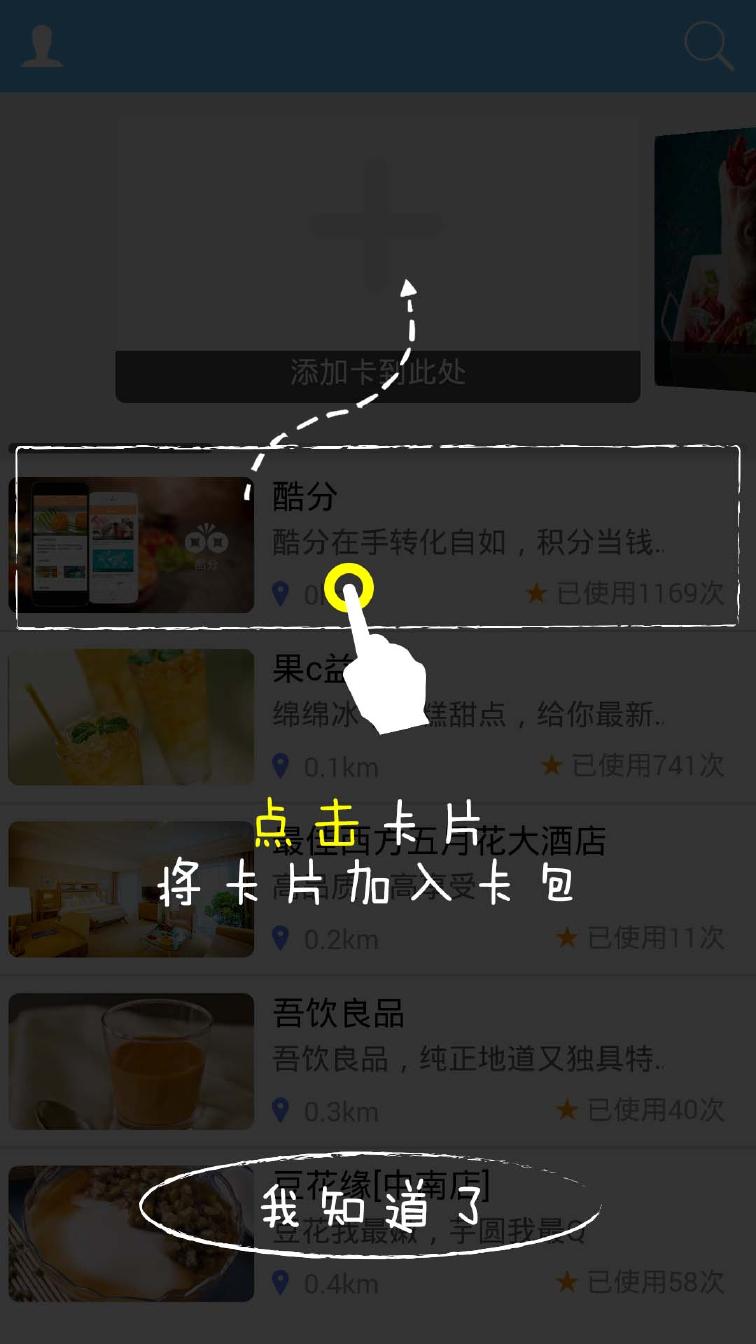 添加卡到此处
酷分
酷分在手转化自如，积分当钱..
已使用1169次
果c益
绵绵冰 糕甜点，给你最新..
0.1km
已使用741次
点击卡片
最佳西方五月花大酒店
将卡片加入卡包
高品质 高享受
0.2km
已使用11次
吾饮良品
吾饮良品，纯正地道又独具特..
0.3km
已使用40次
豆花缘[中南店]
我知道了
豆花我最嫩，芋圆我最Q
0.4km
已使用58次